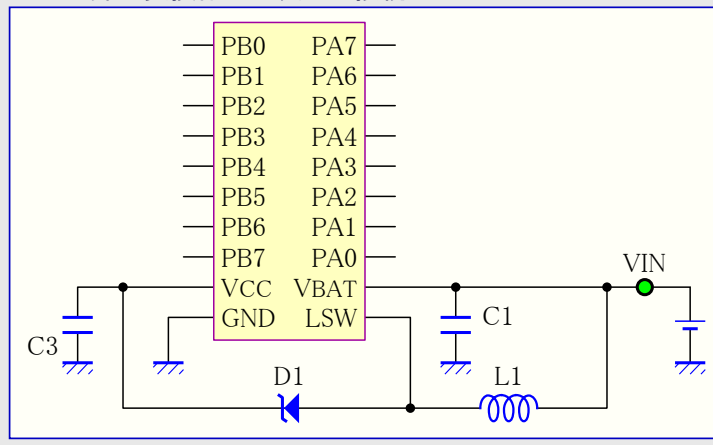 PB0 PA7
PB1 PA6
PB2 PA5
PB3 PA4
PB4 PA3
PB5 PA2
PB6 PA1
PB7 PA0
VIN
VCC VBAT
GND LSW
C1
C3
D1
L1